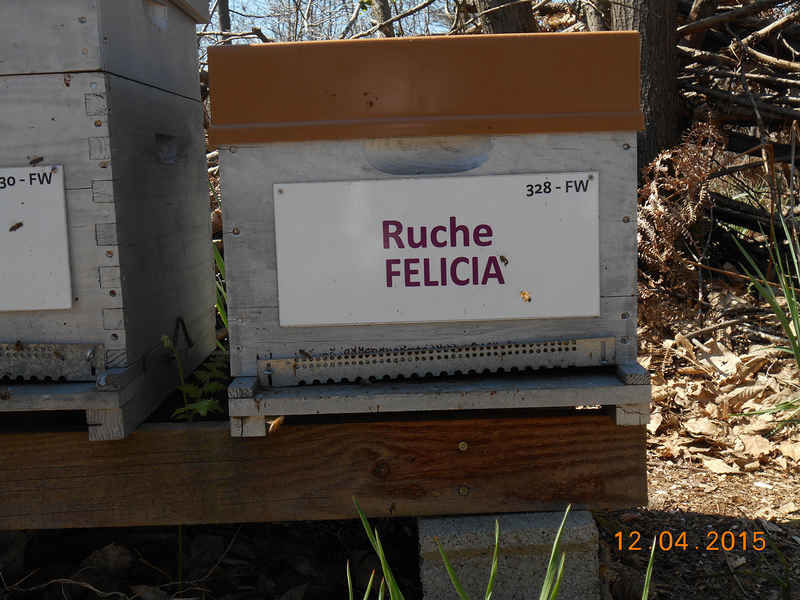 30 - FW
328 - FW
Ruche
FELICIA
12.04.2015